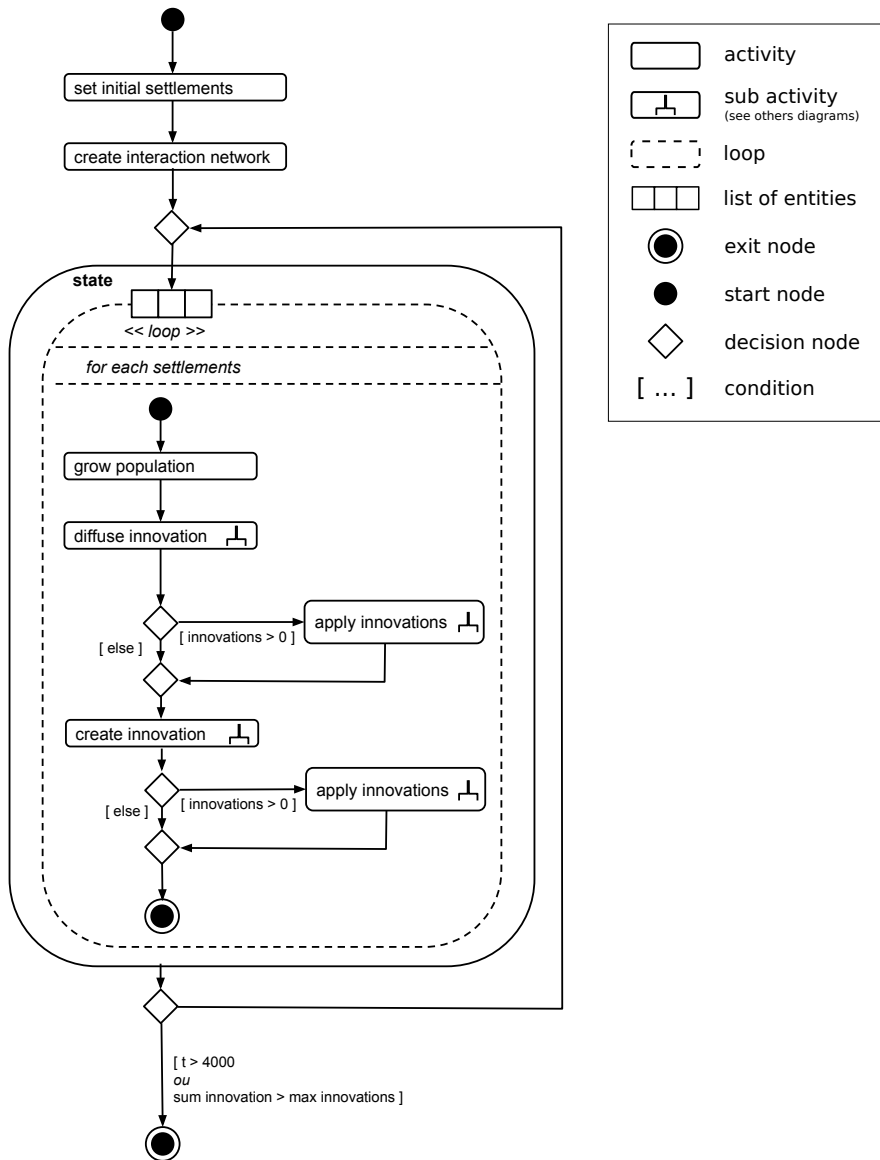 set initial settlements
create interaction network
state
<< loop >>
for each settlements
grow population
diffuse innovation
apply innovations
[ innovations > 0 ]
[ else ]
create innovation
apply innovations
[ innovations > 0 ]
[ else ]
[ t > 4000
ou
sum innovation > max innovations ]
activity
sub activity
(see others diagrams)
loop
list of entities
exit node
start node
decision node
[ ... ] condition